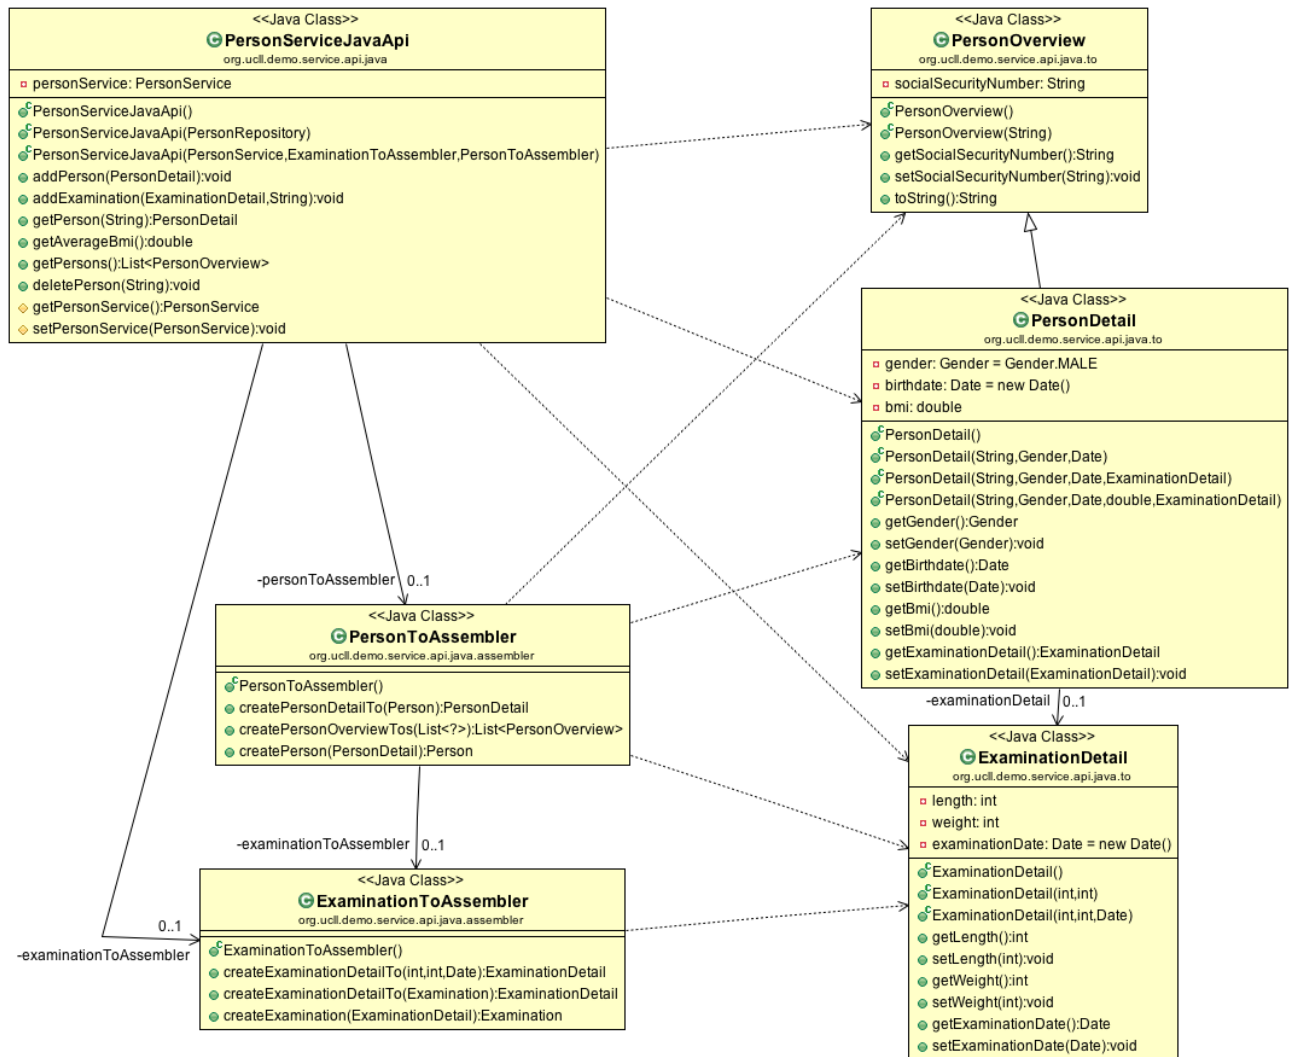 <<Java Class>>
PersonServiceJavaApi
org.ucll.demo.service.api.java
personService: PersonService
PersonServiceJavaApi()
PersonServiceJavaApi(PersonRepository)
PersonServiceJavaApi(PersonService,ExaminationToAssembler,PersonToAssembler)
addPerson(PersonDetail):void
addExamination(ExaminationDetail,String):void
getPerson(String):PersonDetail
getAverageBmi():double
getPersons():List<PersonOverview>
deletePerson(String):void
getPersonService():PersonService
setPersonService(PersonService):void
<<Java Class>>
PersonOverview
org.ucll.demo.service.api.java.to
socialSecurityNumber: String
PersonOverview()
PersonOverview(String)
getSocialSecurityNumber():String
setSocialSecurityNumber(String):void
toString():String
<<Java Class>>
PersonDetail
org.ucll.demo.service.api.java.to
gender: Gender = Gender.MALE
birthdate: Date = new Date()
bmi: double
PersonDetail()
PersonDetail(String,Gender,Date)
PersonDetail(String,Gender,Date,ExaminationDetail)
PersonDetail(String,Gender,Date,double,ExaminationDetail)
getGender():Gender
setGender(Gender):void
getBirthdate():Date
setBirthdate(Date):void
getBmi():double
setBmi(double):void
getExaminationDetail():ExaminationDetail
setExaminationDetail(ExaminationDetail):void
-personToAssembler 0..1
<<Java Class>>
PersonToAssembler
org.ucll.demo.service.api.java.assembler
PersonToAssembler()
createPersonDetailTo(Person):PersonDetail
createPersonOverviewTos(List<?>):List<PersonOverview>
createPerson(PersonDetail):Person
-examinationDetail 0..1
<<Java Class>>
ExaminationDetail
org.ucll.demo.service.api.java.to
length: int
weight: int
examinationDate: Date = new Date()
ExaminationDetail()
ExaminationDetail(int,int)
ExaminationDetail(int,int,Date)
getLength():int
setLength(int):void
getWeight():int
setWeight(int):void
getExaminationDate():Date
setExaminationDate(Date):void
-examinationToAssembler 0..1
<<Java Class>>
ExaminationToAssembler
org.ucll.demo.service.api.java.assembler
ExaminationToAssembler()
createExaminationDetailTo(int,int,Date):ExaminationDetail
createExaminationDetailTo(Examination):ExaminationDetail
createExamination(ExaminationDetail):Examination
0..1
-examinationToAssembler